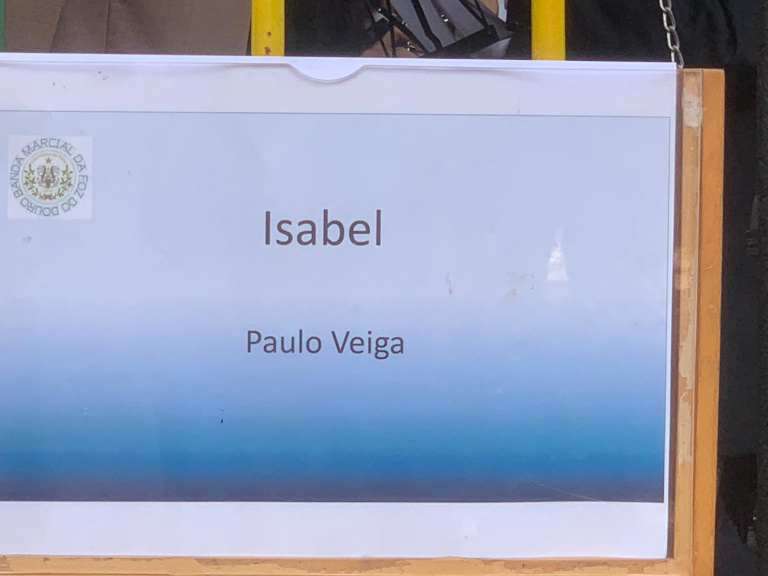 BANDA MARCIAL DA FOZ DO DOURO
Isabel
Paulo Veiga